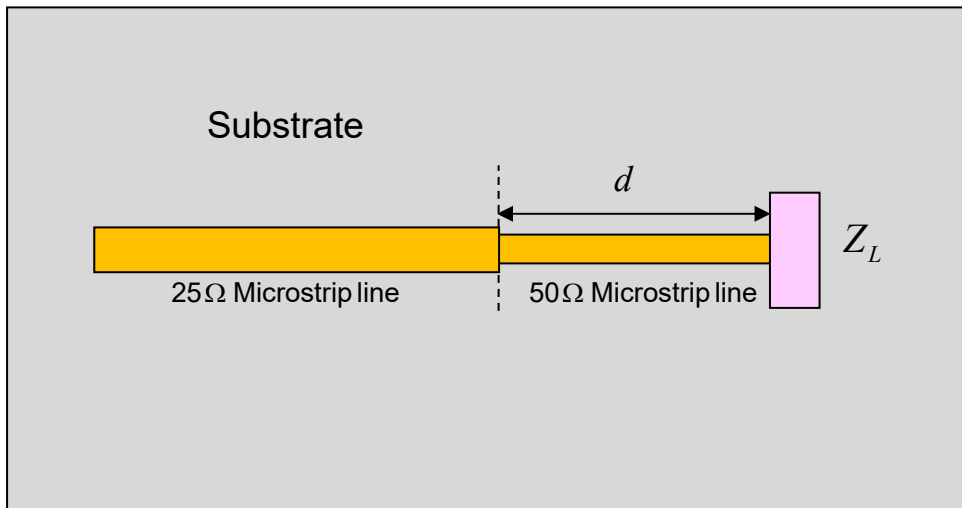 Substrate
d
Z_L
25Ω Microstrip line
50Ω Microstrip line